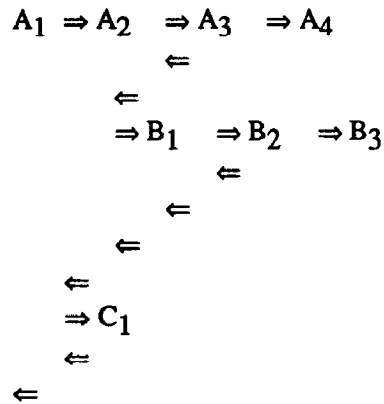 A₁ ⇒ A₂ ⇒ A₃ ⇒ A₄
⇐
⇐
⇒ B₁ ⇒ B₂ ⇒ B₃
⇐
⇐
⇐
⇐
⇒ C₁
⇐
⇐